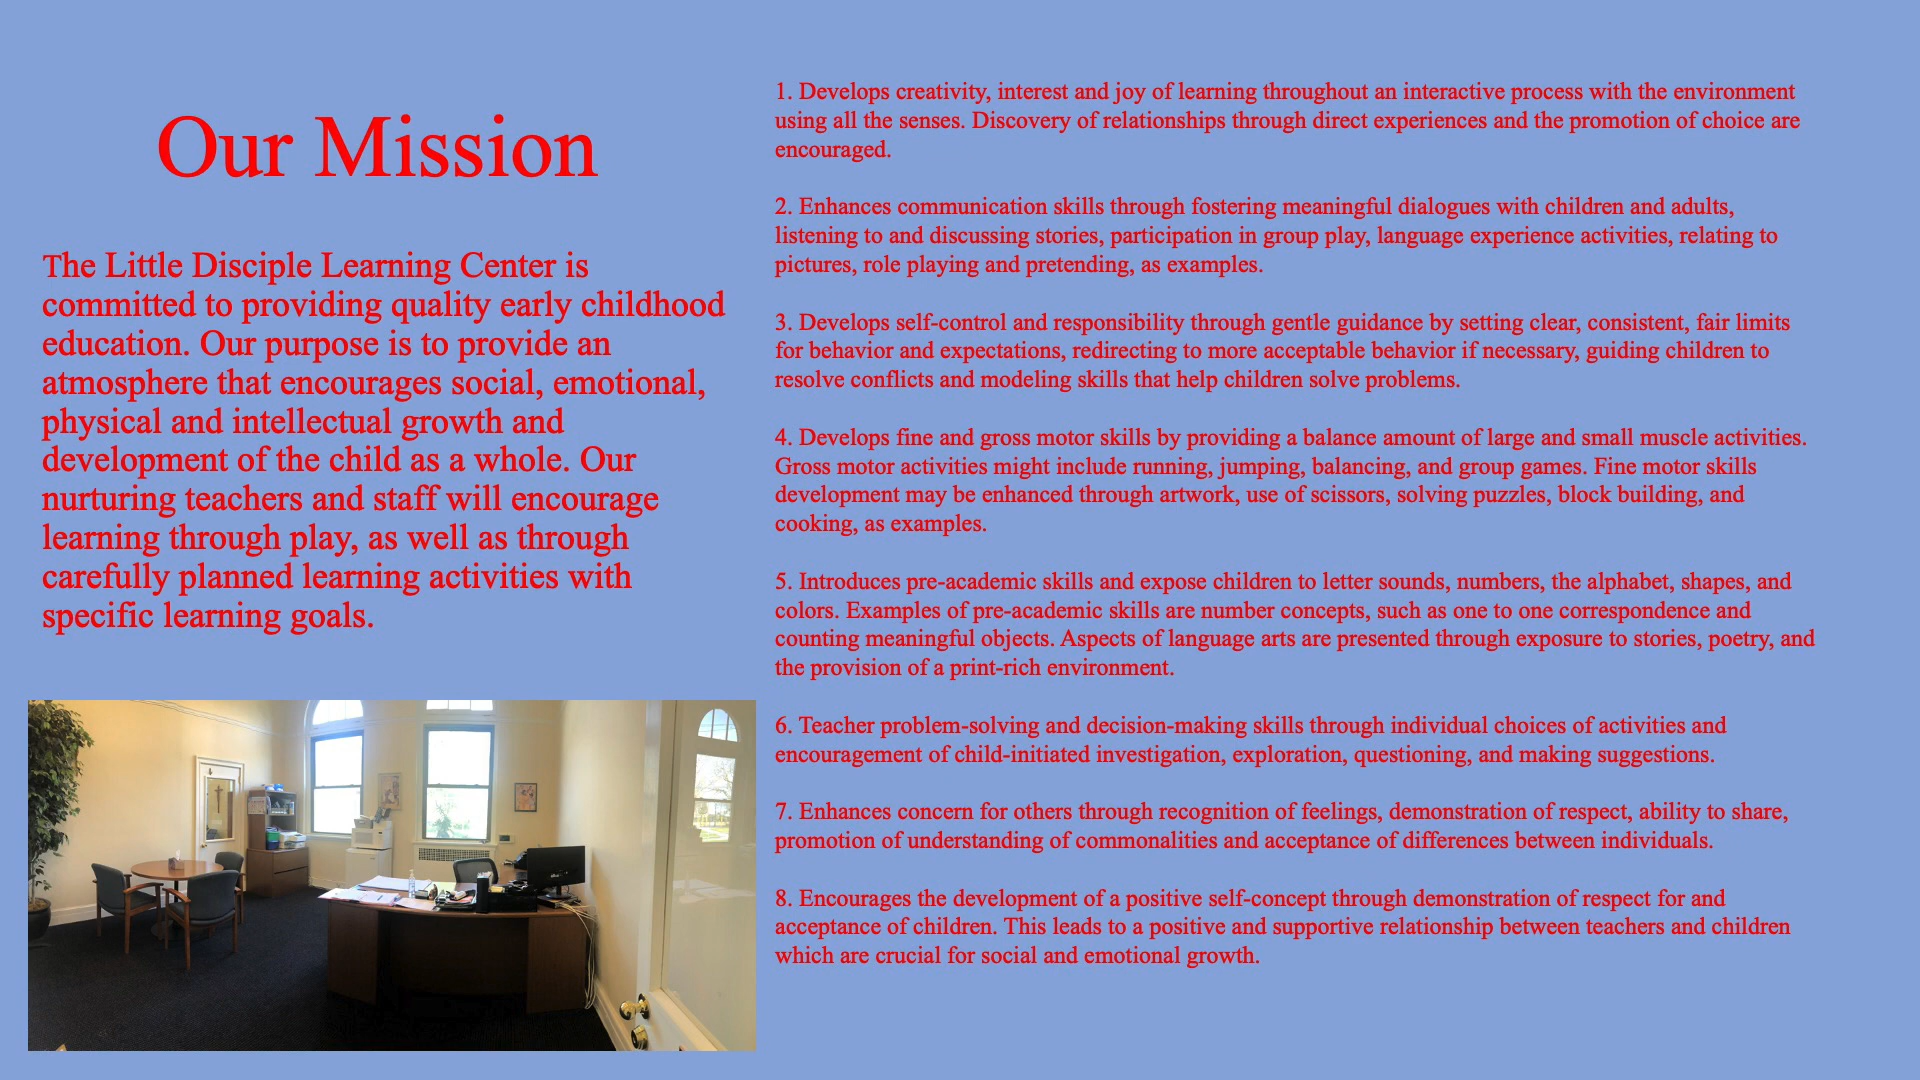 Our Mission
The Little Disciple Learning Center is
committed to providing quality early childhood
education. Our purpose is to provide an
atmosphere that encourages social, emotional,
physical and intellectual growth and
development of the child as a whole. Our
nurturing teachers and staff will encourage
learning through play, as well as through
carefully planned learning activities with
specific learning goals.
1. Develops creativity, interest and joy of learning throughout an interactive process with the environment
using all the senses. Discovery of relationships through direct experiences and the promotion of choice are
encouraged.
2. Enhances communication skills through fostering meaningful dialogues with children and adults,
listening to and discussing stories, participation in group play, language experience activities, relating to
pictures, role playing and pretending, as examples.
3. Develops self-control and responsibility through gentle guidance by setting clear, consistent, fair limits
for behavior and expectations, redirecting to more acceptable behavior if necessary, guiding children to
resolve conflicts and modeling skills that help children solve problems.
4. Develops fine and gross motor skills by providing a balance amount of large and small muscle activities.
Gross motor activities might include running, jumping, balancing, and group games. Fine motor skills
development may be enhanced through artwork, use of scissors, solving puzzles, block building, and
cooking, as examples.
5. Introduces pre-academic skills and expose children to letter sounds, numbers, the alphabet, shapes, and
colors. Examples of pre-academic skills are number concepts, such as one to one correspondence and
counting meaningful objects. Aspects of language arts are presented through exposure to stories, poetry, and
the provision of a print-rich environment.
6. Teacher problem-solving and decision-making skills through individual choices of activities and
encouragement of child-initiated investigation, exploration, questioning, and making suggestions.
7. Enhances concern for others through recognition of feelings, demonstration of respect, ability to share,
promotion of understanding of commonalities and acceptance of differences between individuals.
8. Encourages the development of a positive self-concept through demonstration of respect for and
acceptance of children. This leads to a positive and supportive relationship between teachers and children
which are crucial for social and emotional growth.